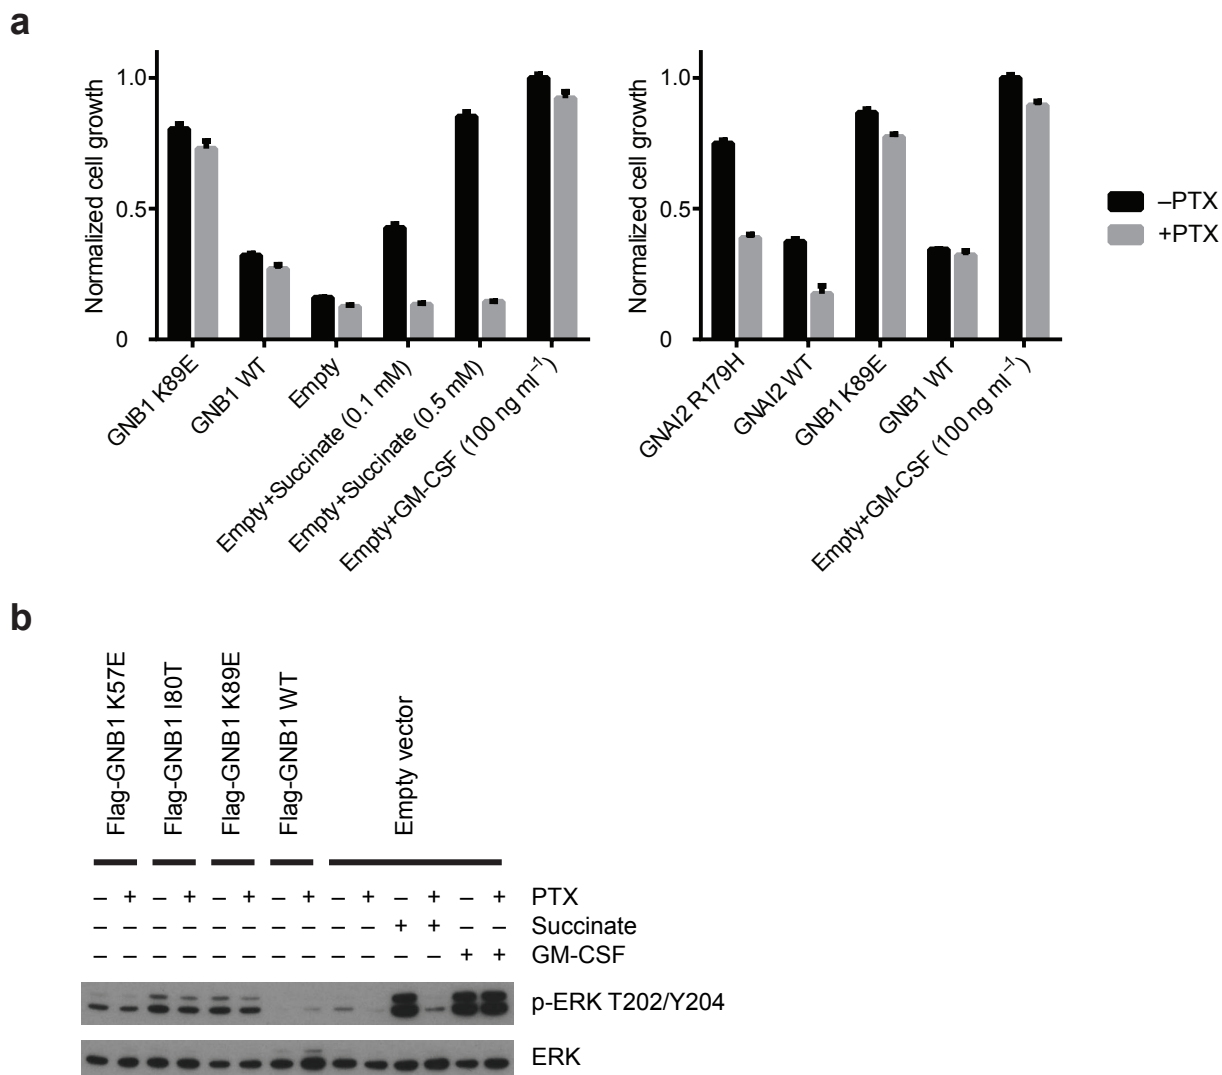 a
Normalized cell growth
1.0
0.5
0
GNB1 K89E
GNB1 WT
Empty
Empty+Succinate (0.1 mM)
Empty+Succinate (0.5 mM)
Empty+GM-CSF (100 ng ml⁻¹)
Normalized cell growth
1.0
0.5
0
GNAI2 R179H
GNAI2 WT
GNB1 K89E
GNB1 WT
Empty+GM-CSF (100 ng ml⁻¹)
–PTX
+PTX
b
Flag-GNB1 K57E
Flag-GNB1 I80T
Flag-GNB1 K89E
Flag-GNB1 WT
Empty vector
– + – + – + – + – + – + – + PTX
– – – – – – – – – – + + – – Succinate
– – – – – – – – – – – – + + GM-CSF
p-ERK T202/Y204
ERK